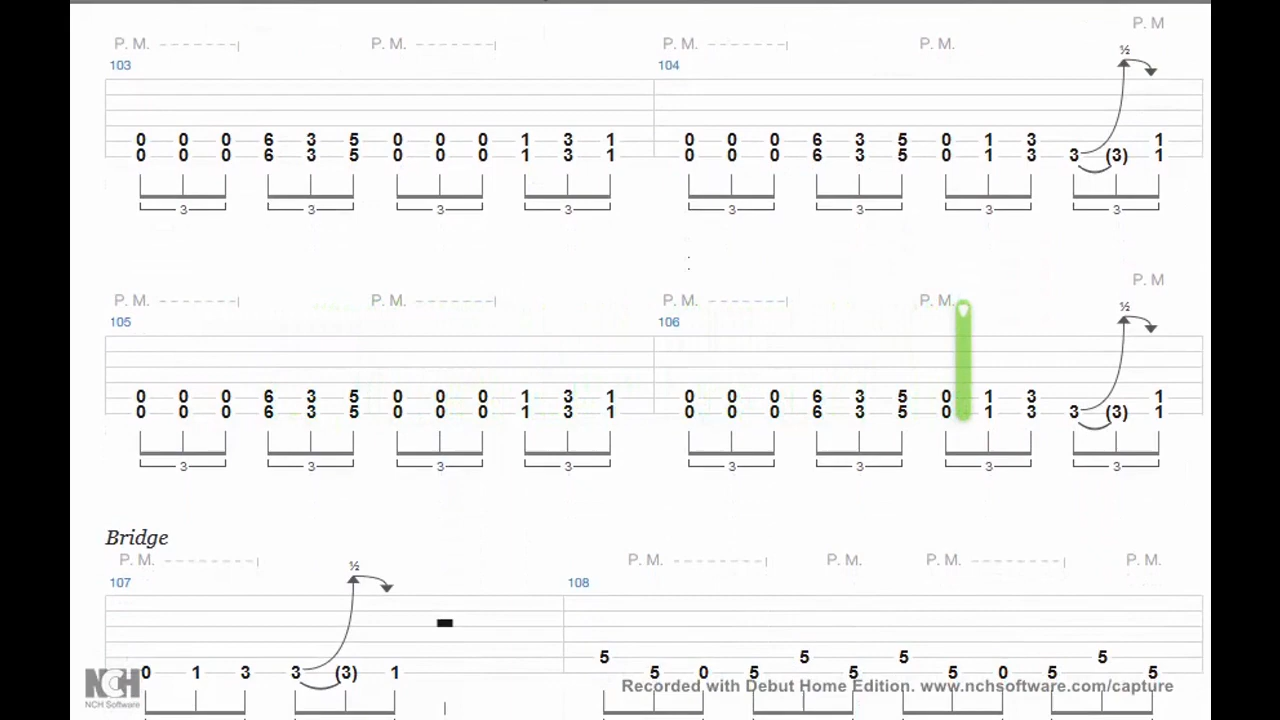 P. M. P. M. P. M. P. M. P. M
103 104 ½
0 0 0 6 3 5 0 0 0 1 3 1 0 0 0 6 3 5 0 1 3 1
0 0 0 6 3 5 0 0 0 1 3 1 0 0 0 6 3 5 0 1 3 3 (3) 1
3 3 3 3 3 3 3 3
P. M. P. M. P. M. P. M. P. M
105 106 ½
0 0 0 6 3 5 0 0 0 1 3 1 0 0 0 6 3 5 0 1 3 1
0 0 0 6 3 5 0 0 0 1 3 1 0 0 0 6 3 5 0 1 3 3 (3) 1
3 3 3 3 3 3 3 3
Bridge
P. M. P. M. P. M. P. M. P. M.
107 ½ 108
5 5 5 5
0 1 3 3 (3) 1 5 0 5 5 5 0 5 5
NCH
NCH Software
Recorded with Debut Home Edition. www.nchsoftware.com/capture